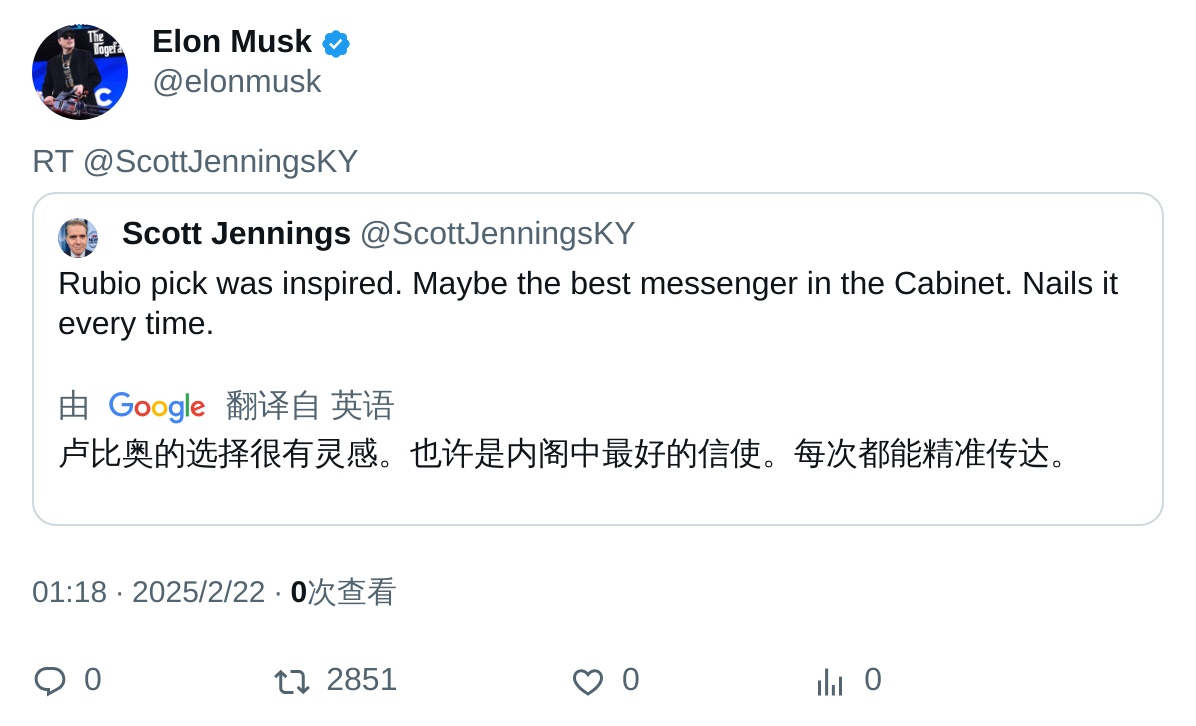 The
Dogefa
C
Elon Musk
@elonmusk
RT @ScottJenningsKY
Scott Jennings @ScottJenningsKY
Rubio pick was inspired. Maybe the best messenger in the Cabinet. Nails it
every time.
由 Google 翻译自 英语
卢比奥的选择很有灵感。也许是内阁中最好的信使。每次都能精准传达。
01:18 · 2025/2/22 · 0次查看
0 2851 0 0